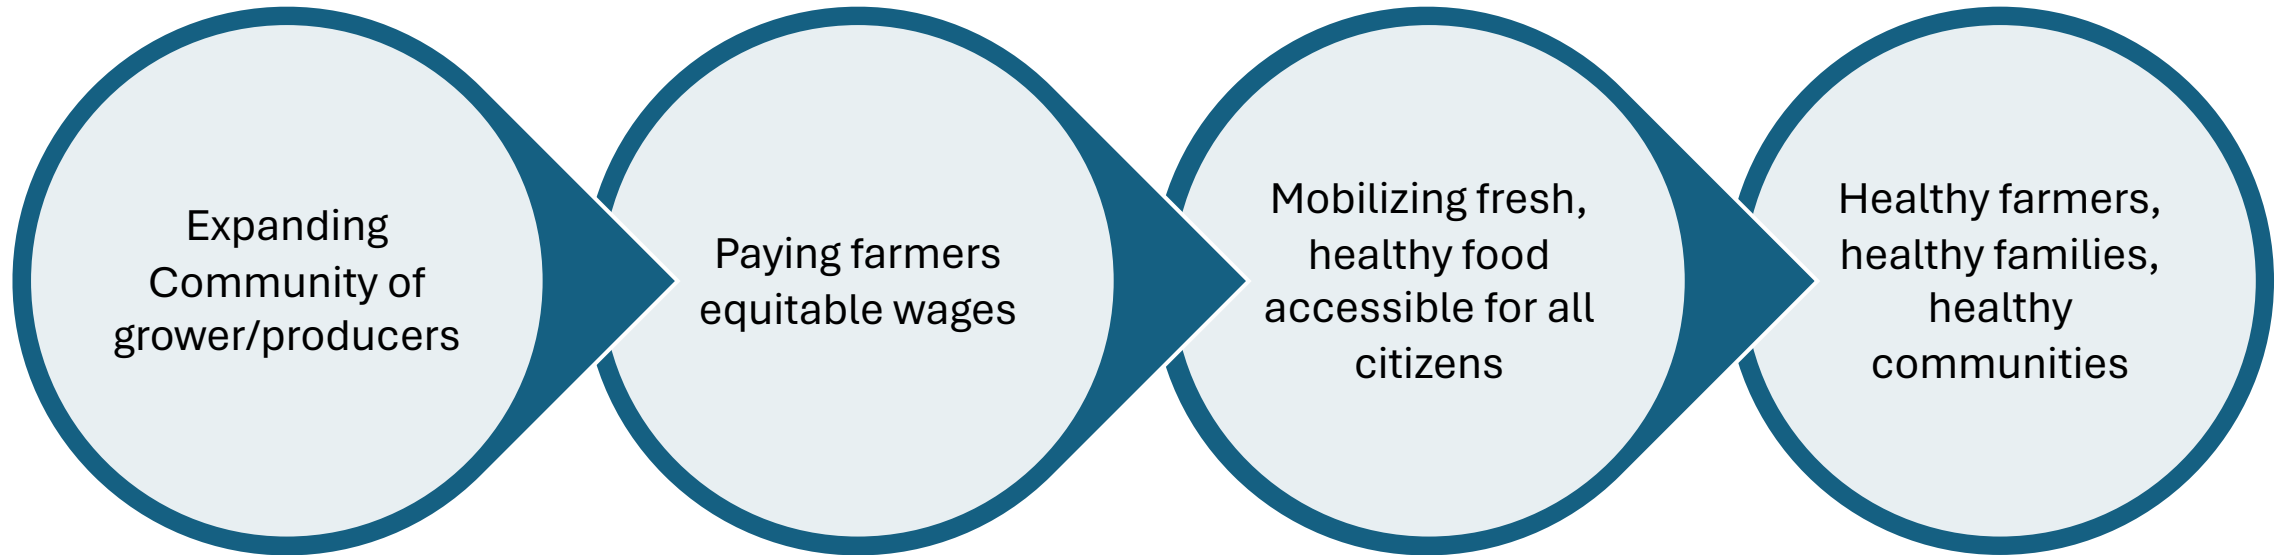 Expanding
Community of
grower/producers
Paying farmers
equitable wages
Mobilizing fresh,
healthy food
accessible for all
citizens
Healthy farmers,
healthy families,
healthy
communities